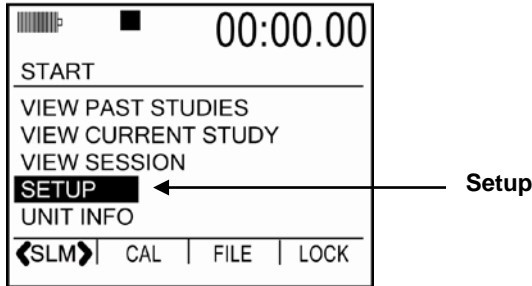 00:00.00
START
VIEW PAST STUDIES
VIEW CURRENT STUDY
VIEW SESSION
SETUP
Setup
UNIT INFO
❮SLM❯| CAL | FILE | LOCK